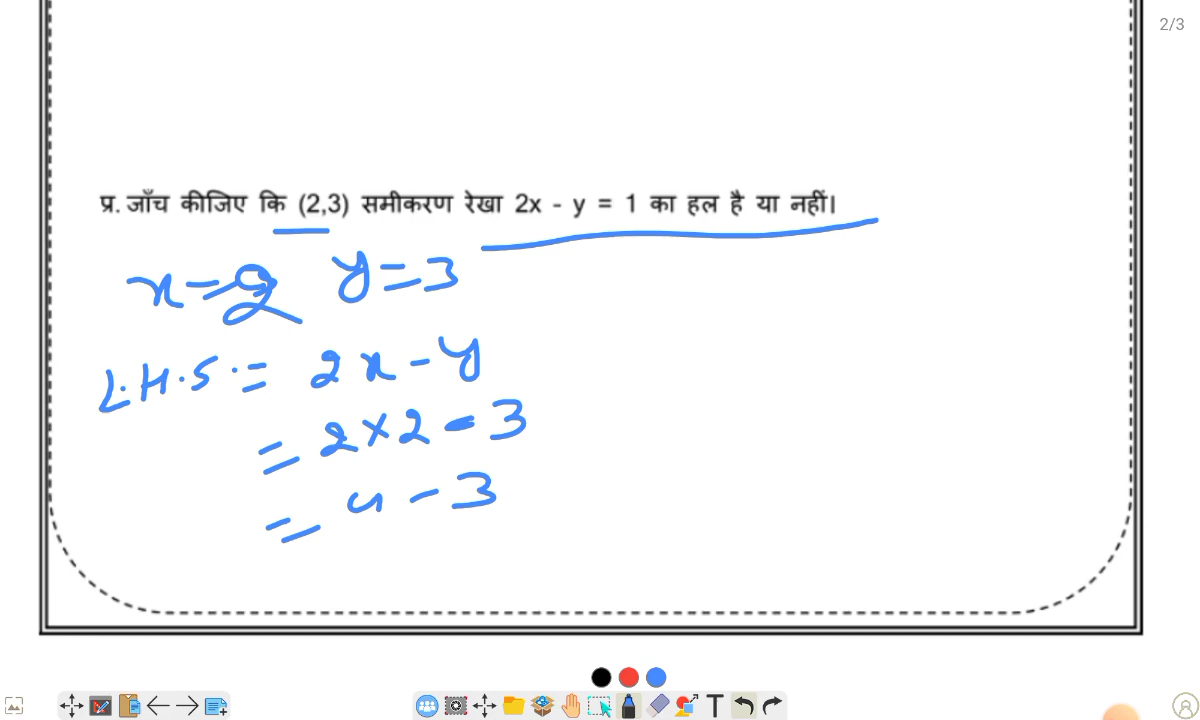 2/3
प्र. जाँच कीजिए कि (2,3) समीकरण रेखा 2x - y = 1 का हल है या नहीं।
x = 2 y = 3
L.H.S. = 2x - y
= 2 × 2 - 3
= 4 - 3
T